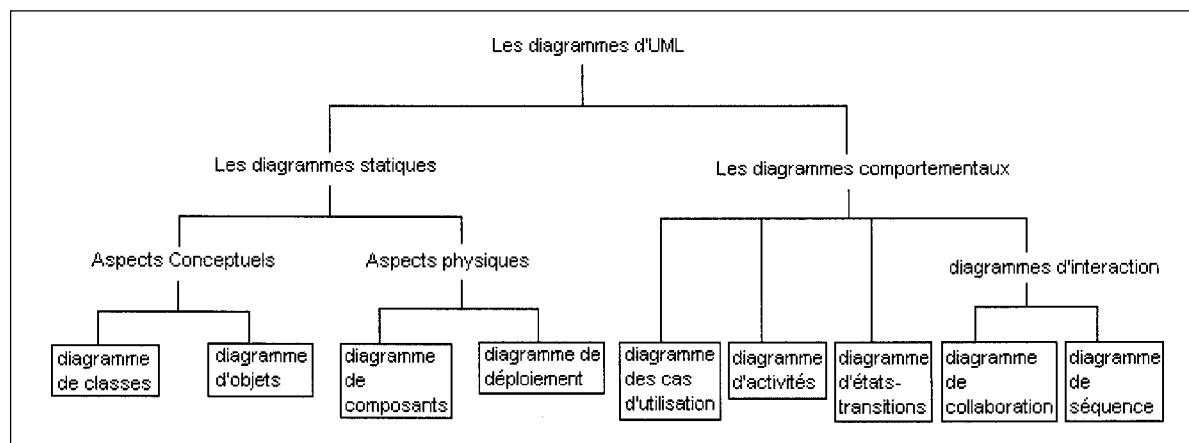 Les diagrammes d'UML
Les diagrammes statiques
Les diagrammes comportementaux
Aspects Conceptuels
Aspects physiques
diagrammes d'interaction
diagramme
de classes
diagramme
d'objets
diagramme
de
composants
diagramme de
déploiement
diagramme
des cas
d'utilisation
diagramme
d'activités
diagramme
d'états-
transitions
diagramme
de
collaboration
diagramme
de
séquence